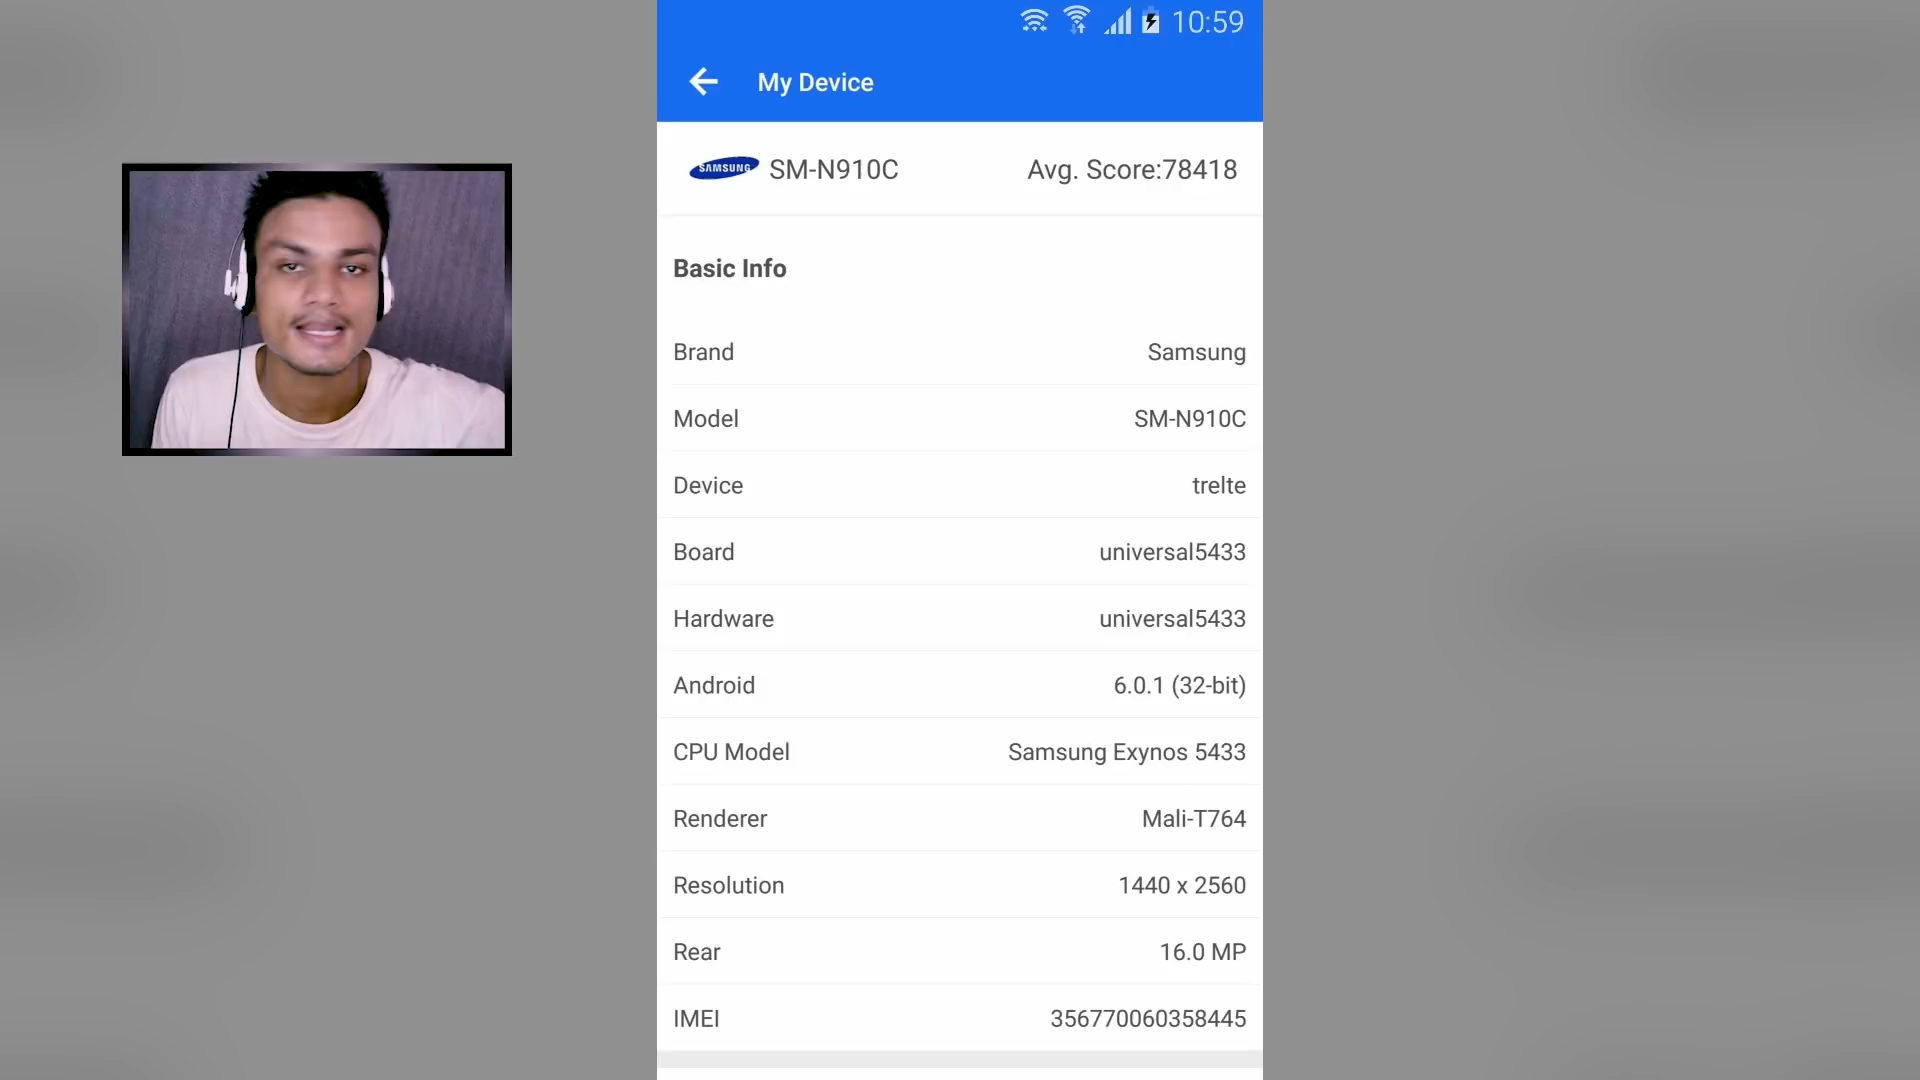 10:59
My Device
SAMSUNG SM-N910C Avg. Score:78418
Basic Info
Brand Samsung
Model SM-N910C
Device trelte
Board universal5433
Hardware universal5433
Android 6.0.1 (32-bit)
CPU Model Samsung Exynos 5433
Renderer Mali-T764
Resolution 1440 x 2560
Rear 16.0 MP
IMEI 356770060358445